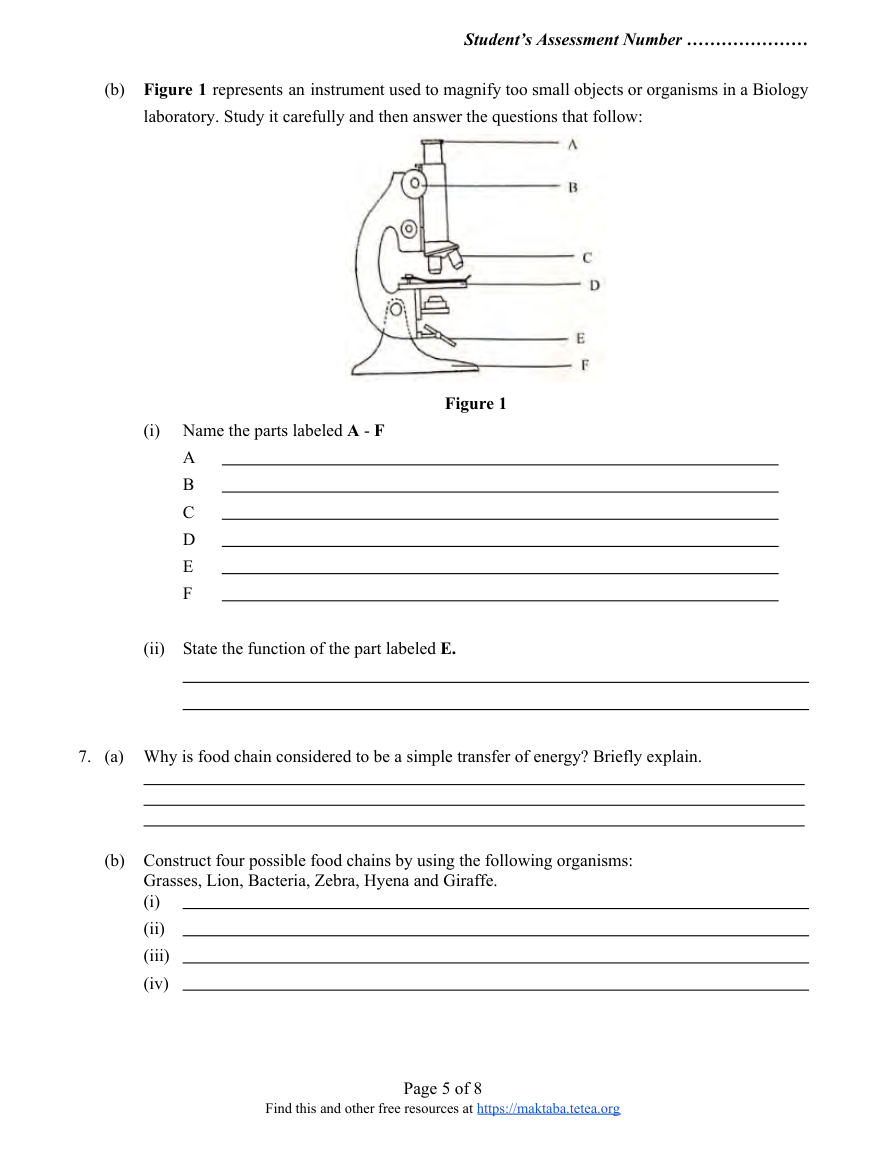 Student's Assessment Number …………………
(b) Figure 1 represents an instrument used to magnify too small objects or organisms in a Biology
laboratory. Study it carefully and then answer the questions that follow:
A
B
C
D
E
F
Figure 1
(i) Name the parts labeled A - F
A
B
C
D
E
F
(ii) State the function of the part labeled E.
7. (a) Why is food chain considered to be a simple transfer of energy? Briefly explain.
(b) Construct four possible food chains by using the following organisms:
Grasses, Lion, Bacteria, Zebra, Hyena and Giraffe.
(i)
(ii)
(iii)
(iv)
Page 5 of 8
Find this and other free resources at https://maktaba.tetea.org